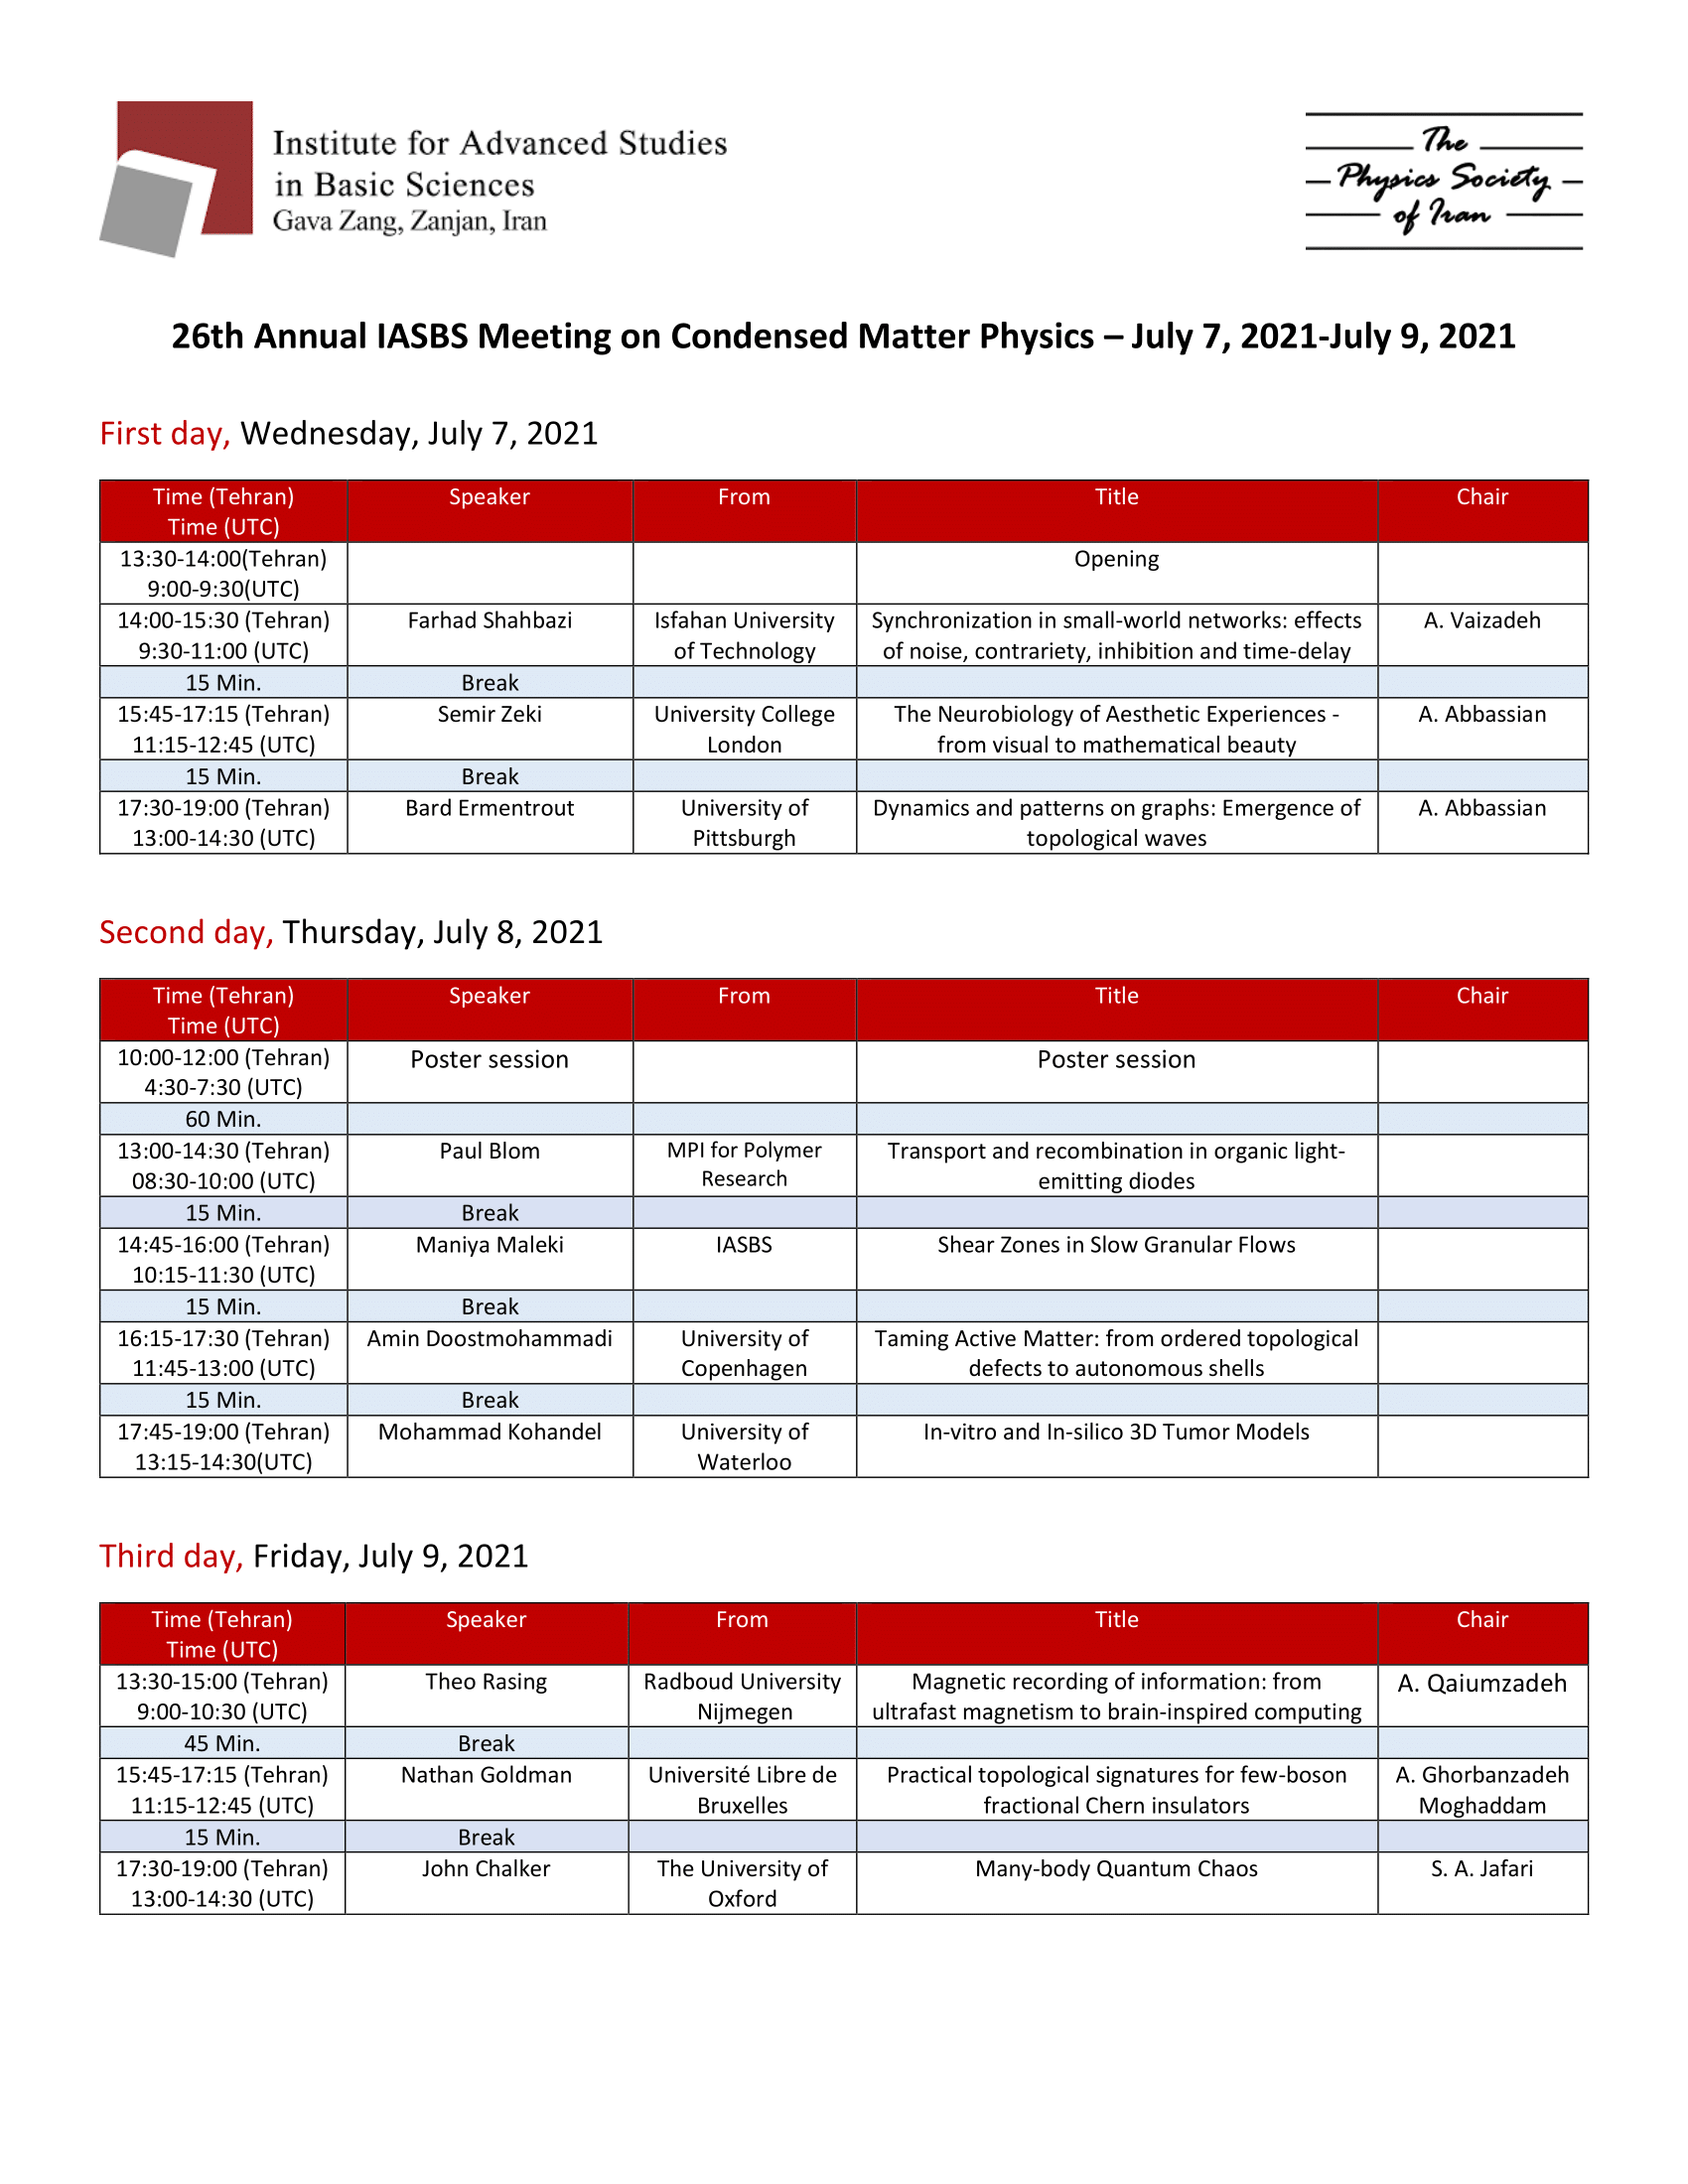 Institute for Advanced Studies
in Basic Sciences
Gava Zang, Zanjan, Iran
The
Physics Society
of Iran
26th Annual IASBS Meeting on Condensed Matter Physics – July 7, 2021-July 9, 2021
First day, Wednesday, July 7, 2021
Time (Tehran) Speaker From Title Chair
Time (UTC)
13:30-14:00(Tehran) Opening
9:00-9:30(UTC)
14:00-15:30 (Tehran) Farhad Shahbazi Isfahan University Synchronization in small-world networks: effects A. Vaizadeh
9:30-11:00 (UTC) of Technology of noise, contrariety, inhibition and time-delay
15 Min. Break
15:45-17:15 (Tehran) Semir Zeki University College The Neurobiology of Aesthetic Experiences - A. Abbassian
11:15-12:45 (UTC) London from visual to mathematical beauty
15 Min. Break
17:30-19:00 (Tehran) Bard Ermentrout University of Dynamics and patterns on graphs: Emergence of A. Abbassian
13:00-14:30 (UTC) Pittsburgh topological waves
Second day, Thursday, July 8, 2021
Time (Tehran) Speaker From Title Chair
Time (UTC)
10:00-12:00 (Tehran) Poster session Poster session
4:30-7:30 (UTC)
60 Min.
13:00-14:30 (Tehran) Paul Blom MPI for Polymer Transport and recombination in organic light-
08:30-10:00 (UTC) Research emitting diodes
15 Min. Break
14:45-16:00 (Tehran) Maniya Maleki IASBS Shear Zones in Slow Granular Flows
10:15-11:30 (UTC)
15 Min. Break
16:15-17:30 (Tehran) Amin Doostmohammadi University of Taming Active Matter: from ordered topological
11:45-13:00 (UTC) Copenhagen defects to autonomous shells
15 Min. Break
17:45-19:00 (Tehran) Mohammad Kohandel University of In-vitro and In-silico 3D Tumor Models
13:15-14:30(UTC) Waterloo
Third day, Friday, July 9, 2021
Time (Tehran) Speaker From Title Chair
Time (UTC)
13:30-15:00 (Tehran) Theo Rasing Radboud University Magnetic recording of information: from A. Qaiumzadeh
9:00-10:30 (UTC) Nijmegen ultrafast magnetism to brain-inspired computing
45 Min. Break
15:45-17:15 (Tehran) Nathan Goldman Université Libre de Practical topological signatures for few-boson A. Ghorbanzadeh
11:15-12:45 (UTC) Bruxelles fractional Chern insulators Moghaddam
15 Min. Break
17:30-19:00 (Tehran) John Chalker The University of Many-body Quantum Chaos S. A. Jafari
13:00-14:30 (UTC) Oxford